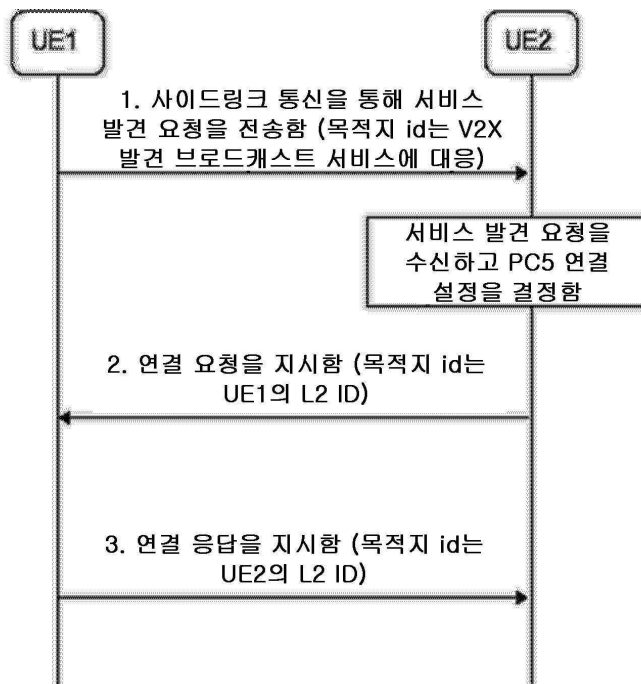 UE1
UE2
1. 사이드링크 통신을 통해 서비스
발견 요청을 전송함 (목적지 id는 V2X
발견 브로드캐스트 서비스에 대응)
서비스 발견 요청을
수신하고 PC5 연결
설정을 결정함
2. 연결 요청을 지시함 (목적지 id는
UE1의 L2 ID)
3. 연결 응답을 지시함 (목적지 id는
UE2의 L2 ID)